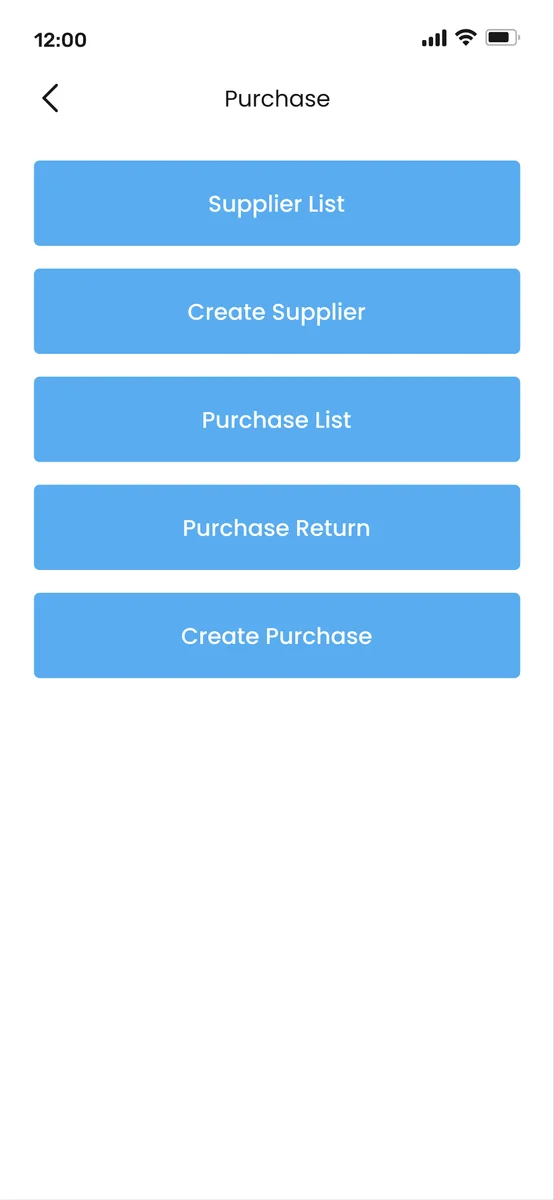 12:00
Purchase
Supplier List
Create Supplier
Purchase List
Purchase Return
Create Purchase